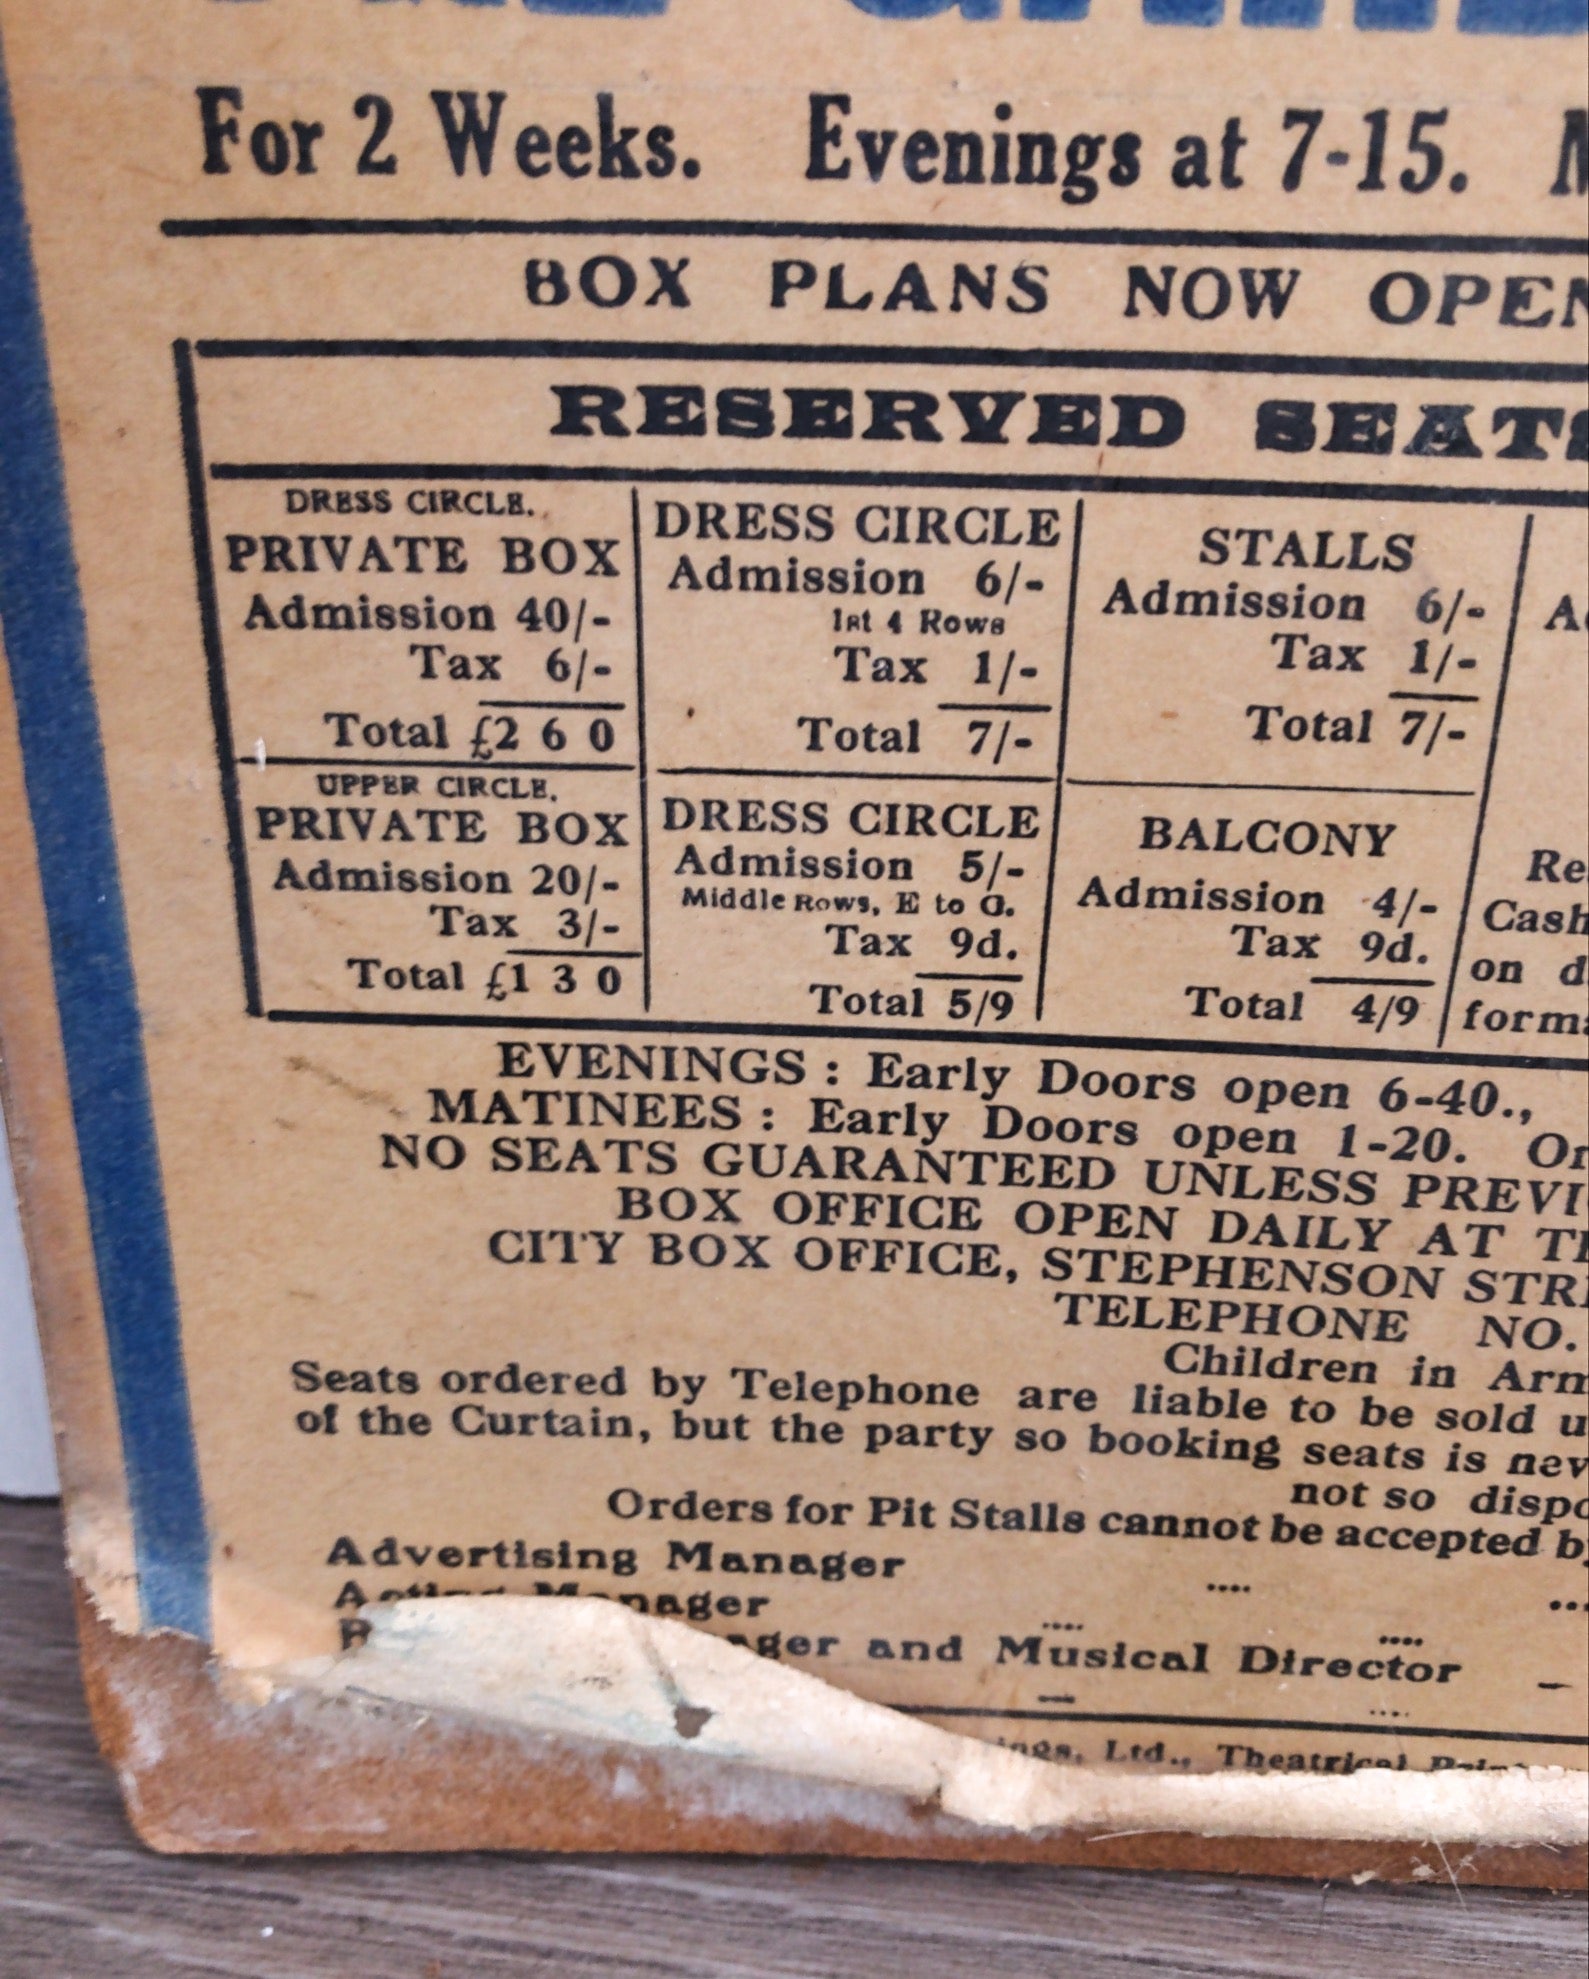 For 2 Weeks. Evenings at 7-15.
BOX PLANS NOW OPEN
RESERVED SEATS
DRESS CIRCLE.
PRIVATE BOX
Admission 40/-
Tax 6/-
Total £2 6 0
UPPER CIRCLE.
PRIVATE BOX
Admission 20/-
Tax 3/-
Total £1 3 0
DRESS CIRCLE
Admission 6/-
1st 4 Rows
Tax 1/-
Total 7/-
DRESS CIRCLE
Admission 5/-
Middle Rows, E to G.
Tax 9d.
Total 5/9
STALLS
Admission 6/-
Tax 1/-
Total 7/-
BALCONY
Admission 4/-
Tax 9d.
Total 4/9
Cash
on
EVENINGS : Early Doors open 6-40.,
MATINEES : Early Doors open 1-20.
NO SEATS GUARANTEED UNLESS
BOX OFFICE OPEN DAILY AT
CITY BOX OFFICE, STEPHENSON
TELEPHONE NO.
Children in
Seats ordered by Telephone are liable to be sold
of the Curtain, but the party so booking seats is
not so
Orders for Pit Stalls cannot be accepted
Advertising Manager .... ...
Manager .... ....
and Musical Director
Ltd., Theatrical